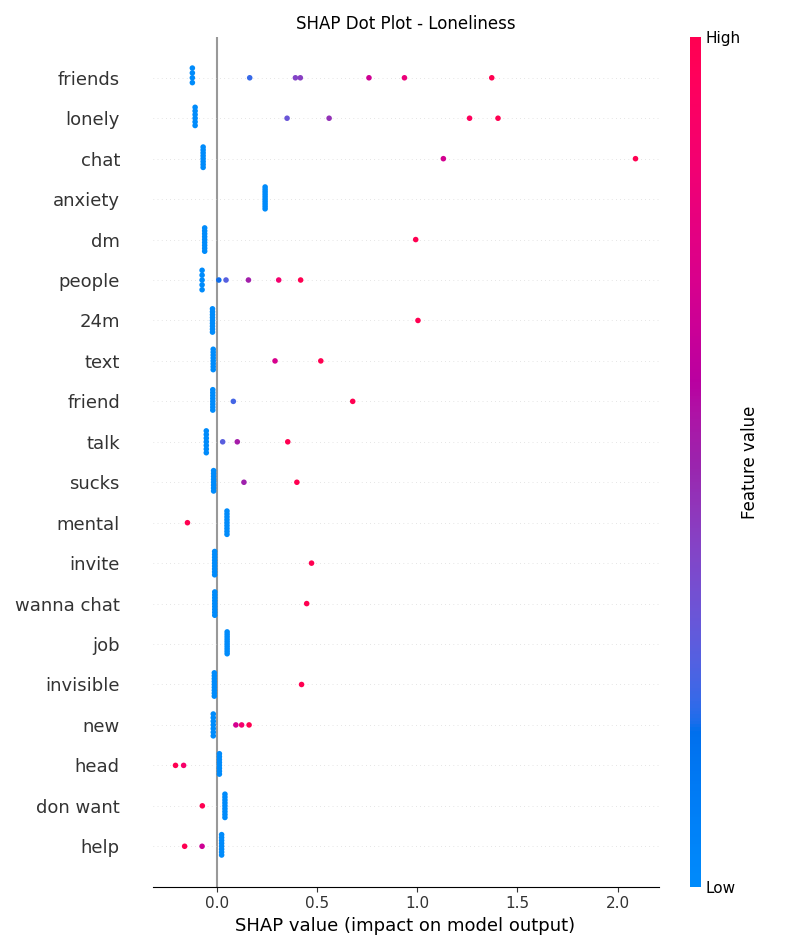 SHAP Dot Plot - Loneliness
High
friends
lonely
chat
anxiety
dm
people
24m
text
friend
talk
sucks
mental
invite
wanna chat
job
invisible
new
head
don want
help
Feature value
Low
0.0 0.5 1.0 1.5 2.0
SHAP value (impact on model output)